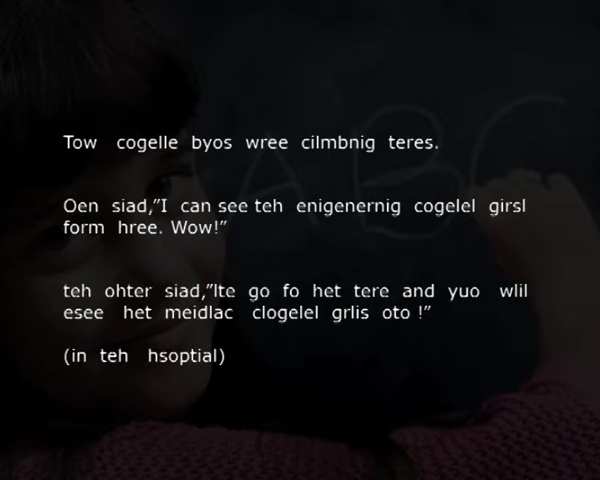 A B C
Tow cogelle byos wree cilmbnig teres.
Oen siad,"I can see teh enigenernig cogelel girsl
form hree. Wow!"
teh ohter siad,"lte go fo het tere and yuo wlil
esee het meidlac clogelel grlis oto !"
(in teh hsoptial)